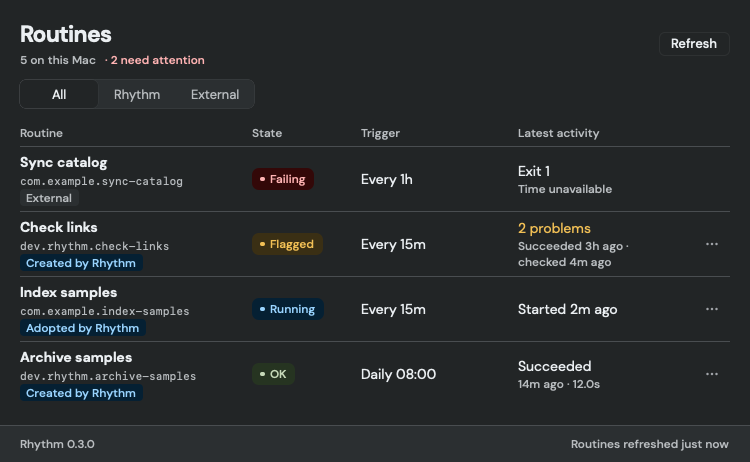 Routines
5 on this Mac · 2 need attention
Refresh
All Rhythm External
Routine State Trigger Latest activity
Sync catalog
com.example.sync-catalog
External
Failing
Every 1h
Exit 1
Time unavailable
Check links
dev.rhythm.check-links
Created by Rhythm
Flagged
Every 15m
2 problems
Succeeded 3h ago ·
checked 4m ago
···
Index samples
com.example.index-samples
Adopted by Rhythm
Running
Every 15m
Started 2m ago
···
Archive samples
dev.rhythm.archive-samples
Created by Rhythm
OK
Daily 08:00
Succeeded
14m ago · 12.0s
···
Rhythm 0.3.0
Routines refreshed just now